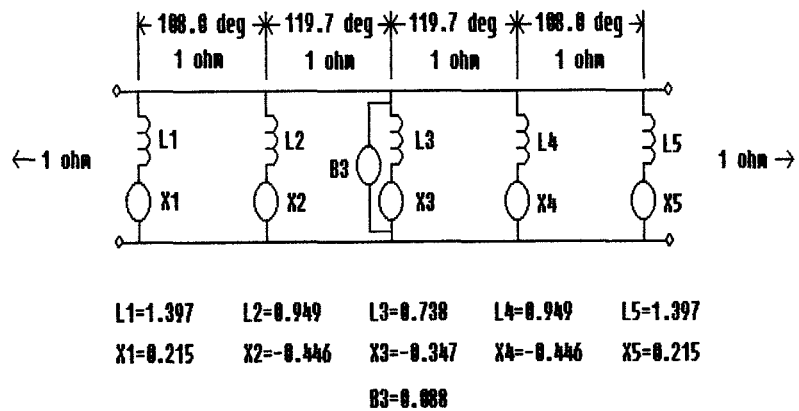 108.0 deg 119.7 deg 119.7 deg 108.0 deg
1 ohm 1 ohm 1 ohm 1 ohm
L1 L2 L3 L4 L5
1 ohm B3 1 ohm
X1 X2 X3 X4 X5
L1=1.397 L2=0.949 L3=0.738 L4=0.949 L5=1.397
X1=0.215 X2=-0.446 X3=-0.347 X4=-0.446 X5=0.215
B3=0.088